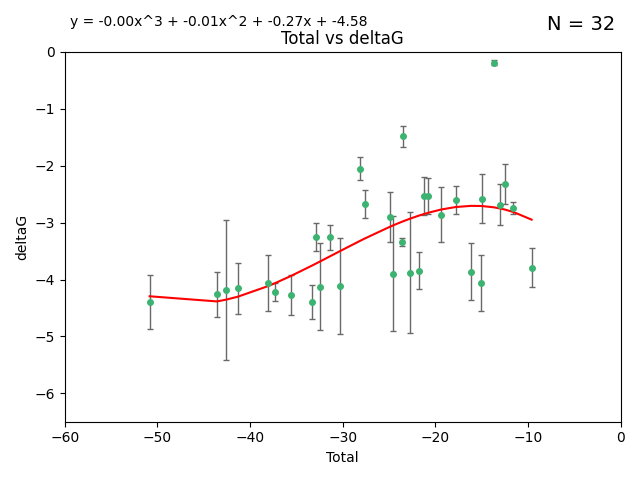 y = -0.00x^3 + -0.01x^2 + -0.27x + -4.58
N = 32
Total vs deltaG
0
−1
−2
−3
−4
−5
−6
deltaG
−60 −50 −40 −30 −20 −10 0
Total